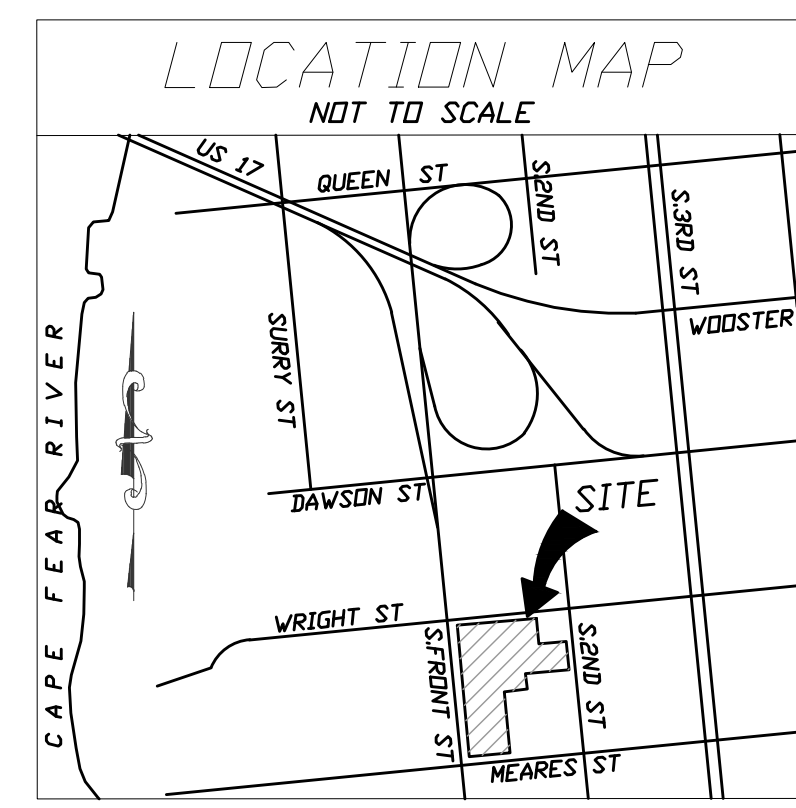 LOCATION MAP
NOT TO SCALE
US 17
QUEEN ST
S.2ND ST
S.3RD ST
WOOSTER
SURRY ST
CAPE FEAR RIVER
DAWSON ST
SITE
WRIGHT ST
S.FRONT ST
S.2ND ST
MEARES ST